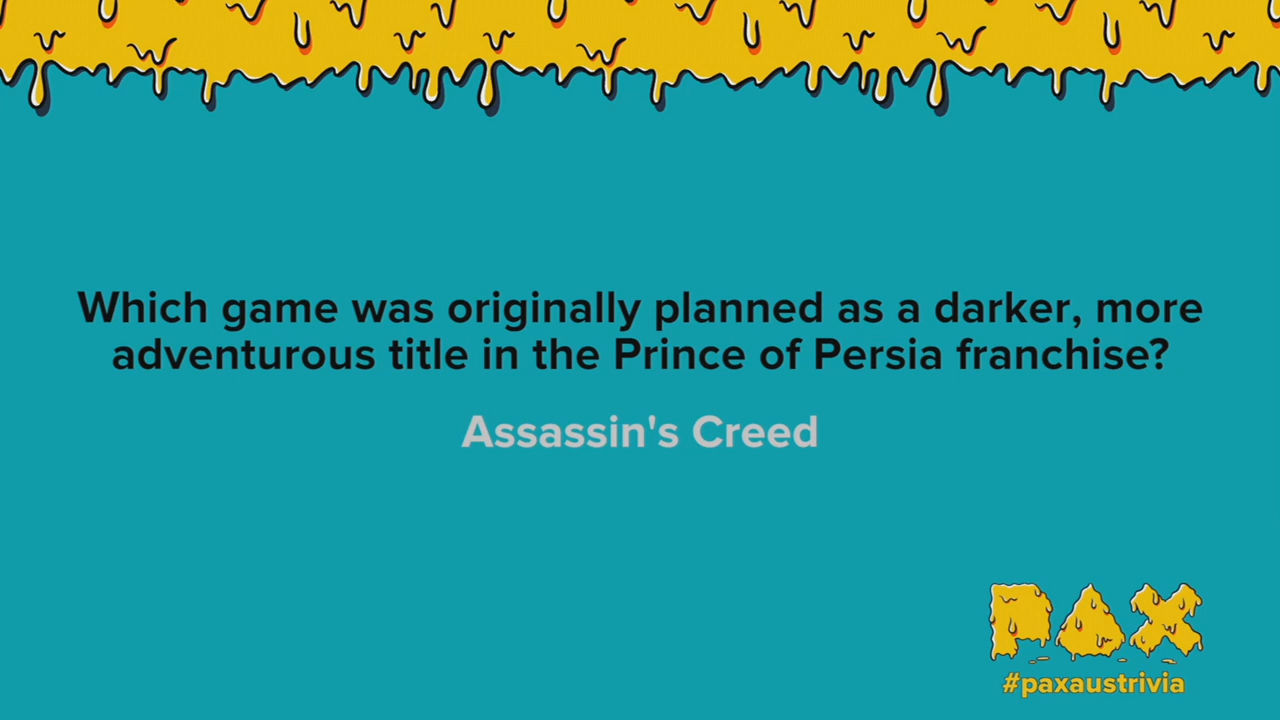 Which game was originally planned as a darker, more
adventurous title in the Prince of Persia franchise?
Assassin's Creed
PAX
#paxaustrivia